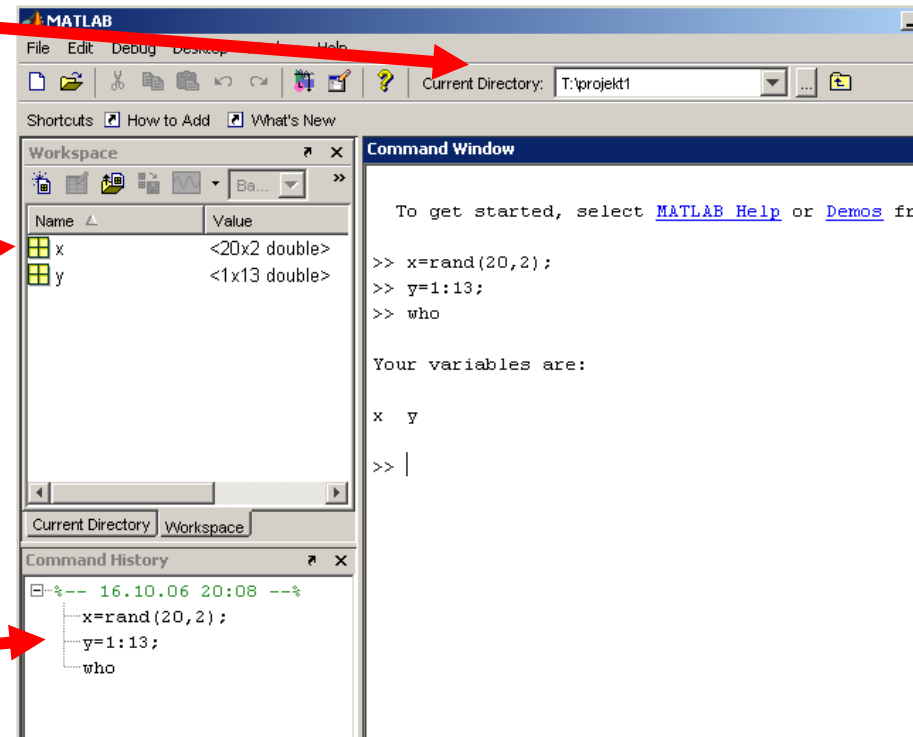 MATLAB
File Edit Debug Help
Current Directory: T:\projekt1 ...
Shortcuts How to Add What's New
Workspace
Ba... »
Name Value
x <20x2 double>
y <1x13 double>
Current Directory Workspace
Command History
%-- 16.10.06 20:08 --%
x=rand(20,2);
y=1:13;
who
Command Window
To get started, select MATLAB Help or Demos fr
>> x=rand(20,2);
>> y=1:13;
>> who
Your variables are:
x y
>>